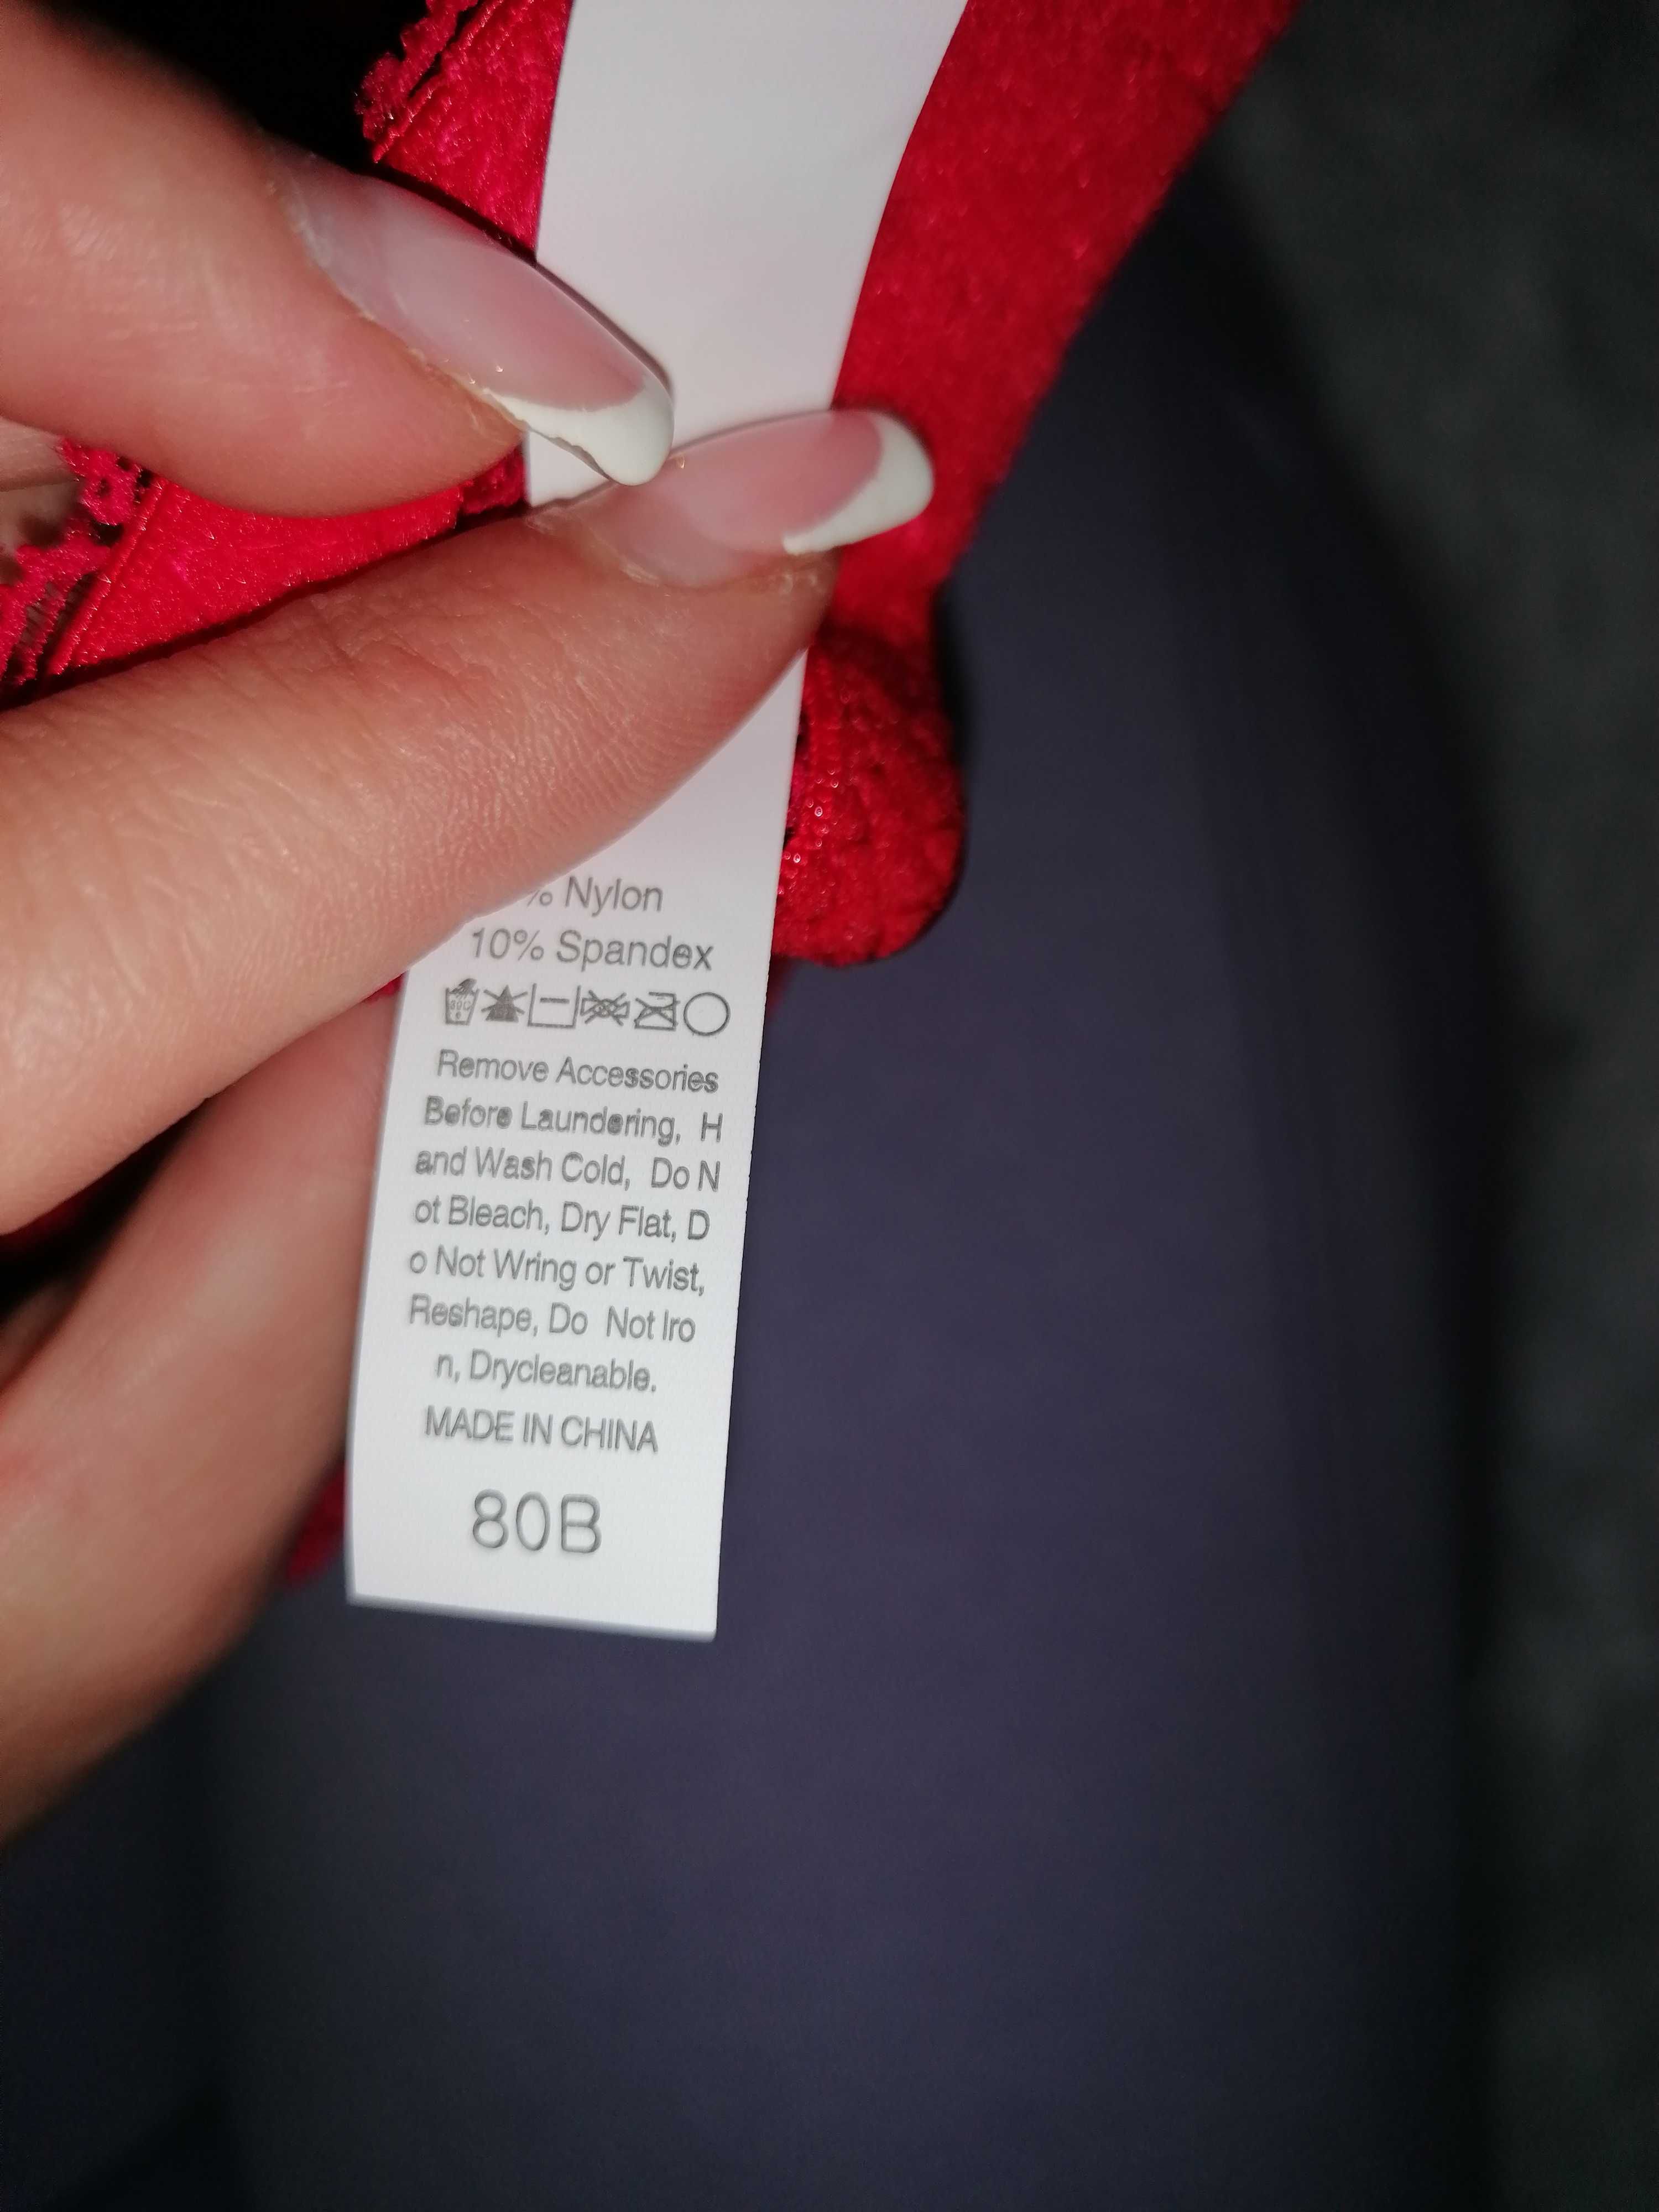 % Nylon
10% Spandex
Remove Accessories
Before Laundering, H
and Wash Cold, Do N
ot Bleach, Dry Flat, D
o Not Wring or Twist,
Reshape, Do Not Iro
n, Drycleanable.
MADE IN CHINA
80B